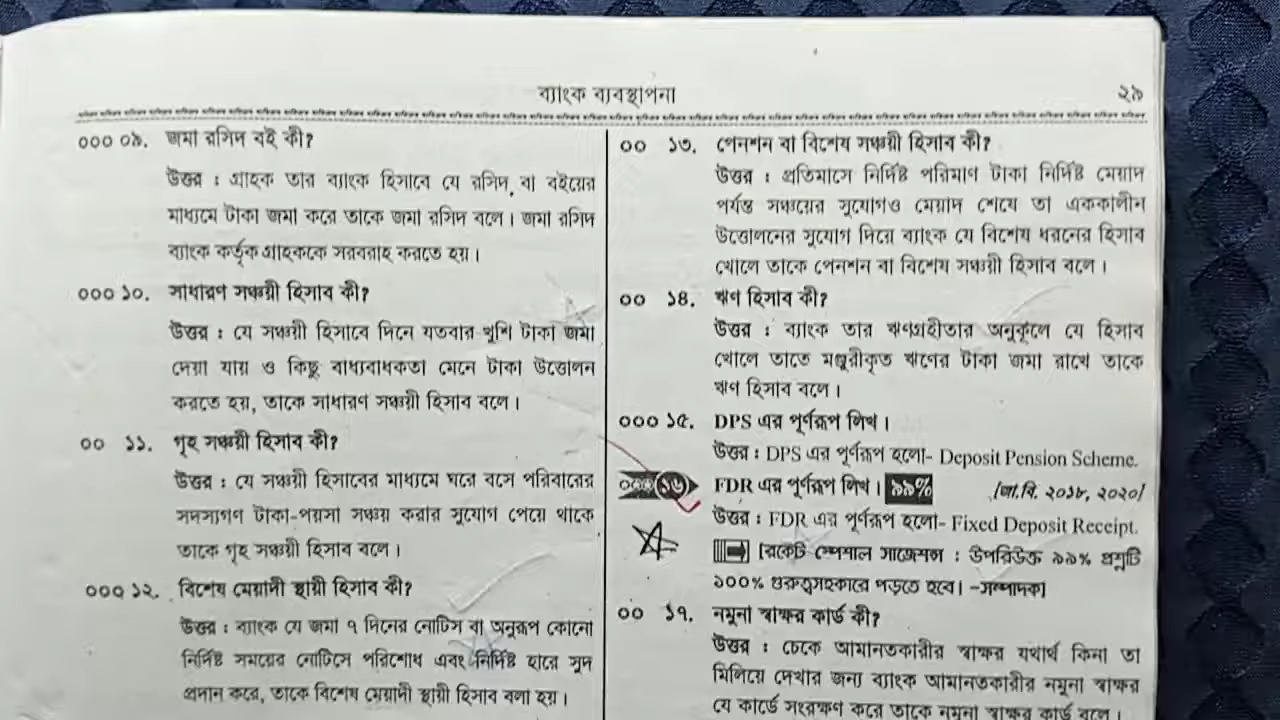 ব্যাংক ব্যবস্থাপনা
২৯
০০০ ০৯. জমা রসিদ বই কী?
উত্তর : গ্রাহক তার ব্যাংক হিসাবে যে রসিদ বা বইয়ের
মাধ্যমে টাকা জমা করে তাকে জমা রসিদ বলে। জমা রসিদ
ব্যাংক কর্তৃক গ্রাহককে সরবরাহ করতে হয়।
০০০ ১০. সাধারণ সঞ্চয়ী হিসাব কী?
উত্তর : যে সঞ্চয়ী হিসাবে দিনে যতবার খুশি টাকা জমা
দেয়া যায় ও কিছু বাধ্যবাধকতা মেনে টাকা উত্তোলন
করতে হয়, তাকে সাধারণ সঞ্চয়ী হিসাব বলে।
০০ ১১. গৃহ সঞ্চয়ী হিসাব কী?
উত্তর : যে সঞ্চয়ী হিসাবের মাধ্যমে ঘরে বসে পরিবারের
সদস্যগণ টাকা-পয়সা সঞ্চয় করার সুযোগ পেয়ে থাকে
তাকে গৃহ সঞ্চয়ী হিসাব বলে।
০০০ ১২. বিশেষ মেয়াদী স্থায়ী হিসাব কী?
উত্তর : ব্যাংক যে জমা ৭ দিনের নোটিস বা অনুরূপ কোনো
নির্দিষ্ট সময়ের নোটিসে পরিশোধ এবং নির্দিষ্ট হারে সুদ
প্রদান করে, তাকে বিশেষ মেয়াদী স্থায়ী হিসাব বলা হয়।
০০ ১৩. পেনশন বা বিশেষ সঞ্চয়ী হিসাব কী?
উত্তর : প্রতিমাসে নির্দিষ্ট পরিমাণ টাকা নির্দিষ্ট মেয়াদ
পর্যন্ত সঞ্চয়ের সুযোগও মেয়াদ শেষে তা এককালীন
উত্তোলনের সুযোগ দিয়ে ব্যাংক যে বিশেষ ধরনের হিসাব
খোলে তাকে পেনশন বা বিশেষ সঞ্চয়ী হিসাব বলে।
০০ ১৪. ঋণ হিসাব কী?
উত্তর : ব্যাংক তার ঋণগ্রহীতার অনুকূলে যে হিসাব
খোলে তাতে মঞ্জুরীকৃত ঋণের টাকা জমা রাখে তাকে
ঋণ হিসাব বলে।
০০০ ১৫. DPS এর পূর্ণরূপ লিখ।
উত্তর : DPS এর পূর্ণরূপ হলো- Deposit Pension Scheme.
০০০ ১৬ FDR এর পূর্ণরূপ লিখ। ৯৯% [জা.বি. ২০১৮, ২০২০]
উত্তর : FDR এর পূর্ণরূপ হলো- Fixed Deposit Receipt.
[রকেট স্পেশাল সাজেশন্স : উপরিউক্ত ৯৯% প্রশ্নটি
১০০% গুরুত্বসহকারে পড়তে হবে। -সম্পাদক]
০০ ১৭. নমুনা স্বাক্ষর কার্ড কী?
উত্তর : চেকে আমানতকারীর স্বাক্ষর যথার্থ কিনা তা
মিলিয়ে দেখার জন্য ব্যাংক আমানতকারীর নমুনা স্বাক্ষর
যে কার্ডে সংরক্ষণ করে তাকে নমুনা স্বাক্ষর কার্ড বলে।